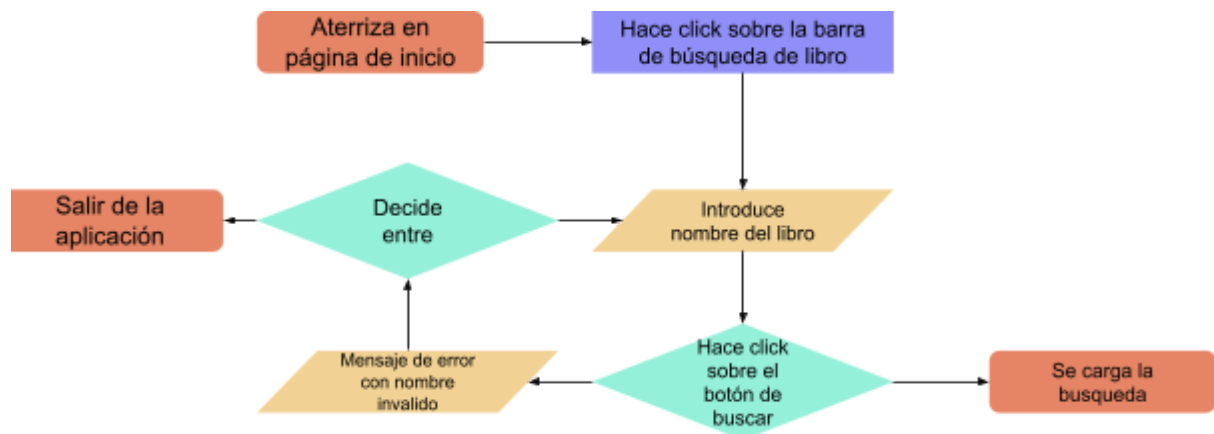 Aterriza en
página de inicio
Hace click sobre la barra
de búsqueda de libro
Salir de la
aplicación
Decide
entre
Introduce
nombre del libro
Mensaje de error
con nombre
invalido
Hace click
sobre el
botón de
buscar
Se carga la
busqueda